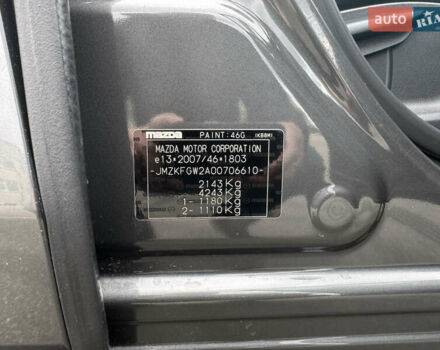 auto RIA
mazda PAINT:46G IKB8M1
MAZDA MOTOR CORPORATION
e13*2007/46*1803
-JMZKFGW2A00706610-
2143Kg
4243Kg
1- 1180Kg
2- 1110Kg